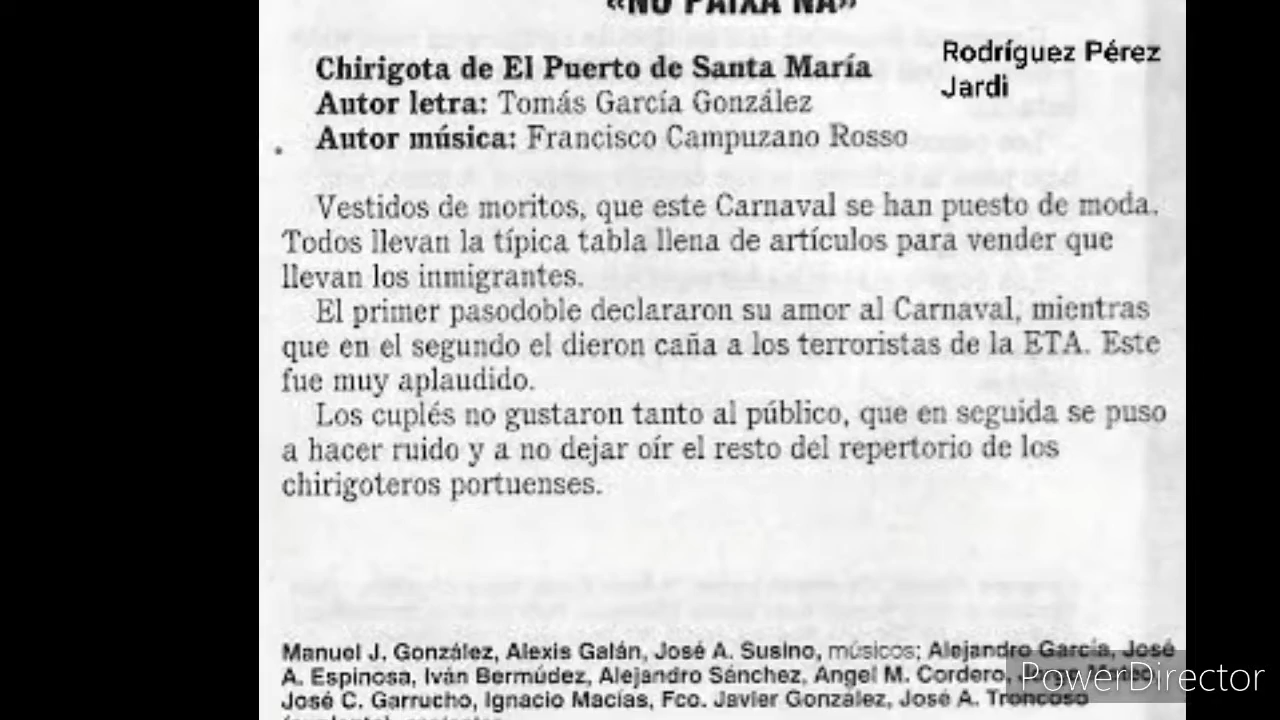 «NO PAIXA NA»
Rodríguez Pérez
Jardi
Chirigota de El Puerto de Santa María
Autor letra: Tomás García González
Autor música: Francisco Campuzano Rosso
Vestidos de moritos, que este Carnaval se han puesto de moda.
Todos llevan la típica tabla llena de artículos para vender que
llevan los inmigrantes.
El primer pasodoble declararon su amor al Carnaval, mientras
que en el segundo el dieron caña a los terroristas de la ETA. Este
fue muy aplaudido.
Los cuplés no gustaron tanto al público, que en seguida se puso
a hacer ruido y a no dejar oír el resto del repertorio de los
chirigoteros portuenses.
Manuel J. González, Alexis Galán, José A. Susino, músicos; Alejandro García, José
A. Espinosa, Iván Bermúdez, Alejandro Sánchez, Angel M. Cordero,
José C. Garrucho, Ignacio Macías, Fco. Javier González, José A. Troncoso
PowerDirector